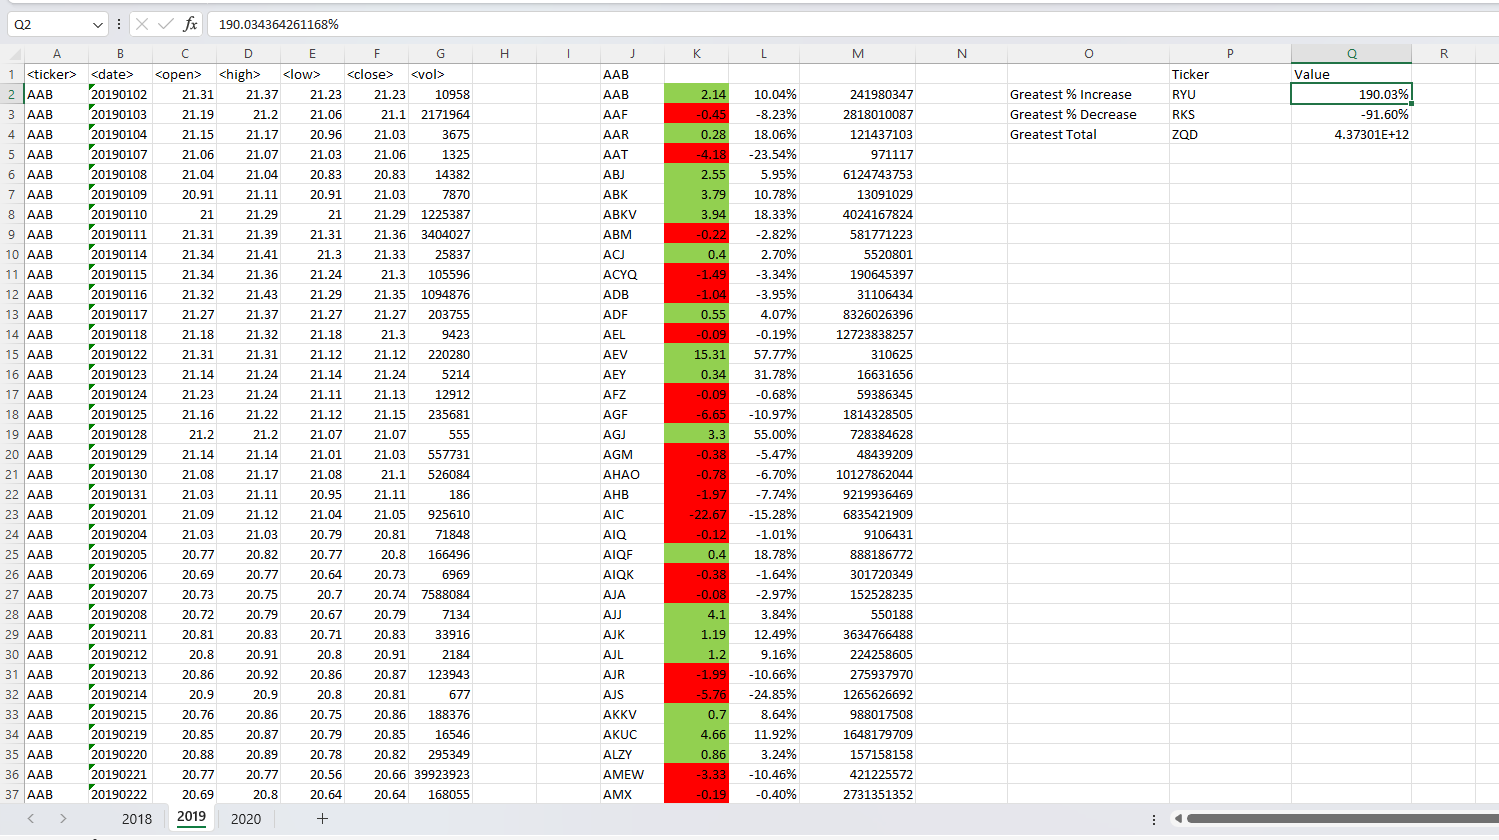 Q2 fx 190.034364261168%
A B C D E F G H I J K L M N O P Q R
1 <ticker> <date> <open> <high> <low> <close> <vol> AAB Ticker Value
2 AAB 20190102 21.31 21.37 21.23 21.23 10958 AAB 2.14 10.04% 241980347 Greatest % Increase RYU 190.03%
3 AAB 20190103 21.19 21.2 21.06 21.1 2171964 AAF -0.45 -8.23% 2818010087 Greatest % Decrease RKS -91.60%
4 AAB 20190104 21.15 21.17 20.96 21.03 3675 AAR 0.28 18.06% 121437103 Greatest Total ZQD 4.37301E+12
5 AAB 20190107 21.06 21.07 21.03 21.06 1325 AAT -4.18 -23.54% 971117
6 AAB 20190108 21.04 21.04 20.83 20.83 14382 ABJ 2.55 5.95% 6124743753
7 AAB 20190109 20.91 21.11 20.91 21.03 7870 ABK 3.79 10.78% 13091029
8 AAB 20190110 21 21.29 21 21.29 1225387 ABKV 3.94 18.33% 4024167824
9 AAB 20190111 21.31 21.39 21.31 21.36 3404027 ABM -0.22 -2.82% 581771223
10 AAB 20190114 21.34 21.41 21.3 21.33 25837 ACJ 0.4 2.70% 5520801
11 AAB 20190115 21.34 21.36 21.24 21.3 105596 ACYQ -1.49 -3.34% 190645397
12 AAB 20190116 21.32 21.43 21.29 21.35 1094876 ADB -1.04 -3.95% 31106434
13 AAB 20190117 21.27 21.37 21.27 21.27 203755 ADF 0.55 4.07% 8326026396
14 AAB 20190118 21.18 21.32 21.18 21.3 9423 AEL -0.09 -0.19% 12723838257
15 AAB 20190122 21.31 21.31 21.12 21.12 220280 AEV 15.31 57.77% 310625
16 AAB 20190123 21.14 21.24 21.14 21.24 5214 AEY 0.34 31.78% 16631656
17 AAB 20190124 21.23 21.24 21.11 21.13 12912 AFZ -0.09 -0.68% 59386345
18 AAB 20190125 21.16 21.22 21.12 21.15 235681 AGF -6.65 -10.97% 1814328505
19 AAB 20190128 21.2 21.2 21.07 21.07 555 AGJ 3.3 55.00% 728384628
20 AAB 20190129 21.14 21.14 21.01 21.03 557731 AGM -0.38 -5.47% 48439209
21 AAB 20190130 21.08 21.17 21.08 21.1 526084 AHAO -0.78 -6.70% 10127862044
22 AAB 20190131 21.03 21.11 20.95 21.11 186 AHB -1.97 -7.74% 9219936469
23 AAB 20190201 21.09 21.12 21.04 21.05 925610 AIC -22.67 -15.28% 6835421909
24 AAB 20190204 21.03 21.03 20.79 20.81 71848 AIQ -0.12 -1.01% 9106431
25 AAB 20190205 20.77 20.82 20.77 20.8 166496 AIQF 0.4 18.78% 888186772
26 AAB 20190206 20.69 20.77 20.64 20.73 6969 AIQK -0.38 -1.64% 301720349
27 AAB 20190207 20.73 20.75 20.7 20.74 7588084 AJA -0.08 -2.97% 152528235
28 AAB 20190208 20.72 20.79 20.67 20.79 7134 AJJ 4.1 3.84% 550188
29 AAB 20190211 20.81 20.83 20.71 20.83 33916 AJK 1.19 12.49% 3634766488
30 AAB 20190212 20.8 20.91 20.8 20.91 2184 AJL 1.2 9.16% 224258605
31 AAB 20190213 20.86 20.92 20.86 20.87 123943 AJR -1.99 -10.66% 275937970
32 AAB 20190214 20.9 20.9 20.8 20.81 677 AJS -5.76 -24.85% 1265626692
33 AAB 20190215 20.76 20.86 20.75 20.86 188376 AKKV 0.7 8.64% 988017508
34 AAB 20190219 20.85 20.87 20.79 20.85 16546 AKUC 4.66 11.92% 1648179709
35 AAB 20190220 20.88 20.89 20.78 20.82 295349 ALZY 0.86 3.24% 157158158
36 AAB 20190221 20.77 20.77 20.56 20.66 39923923 AMEW -3.33 -10.46% 421225572
37 AAB 20190222 20.69 20.8 20.64 20.64 168055 AMX -0.19 -0.40% 2731351352
2018 2019 2020